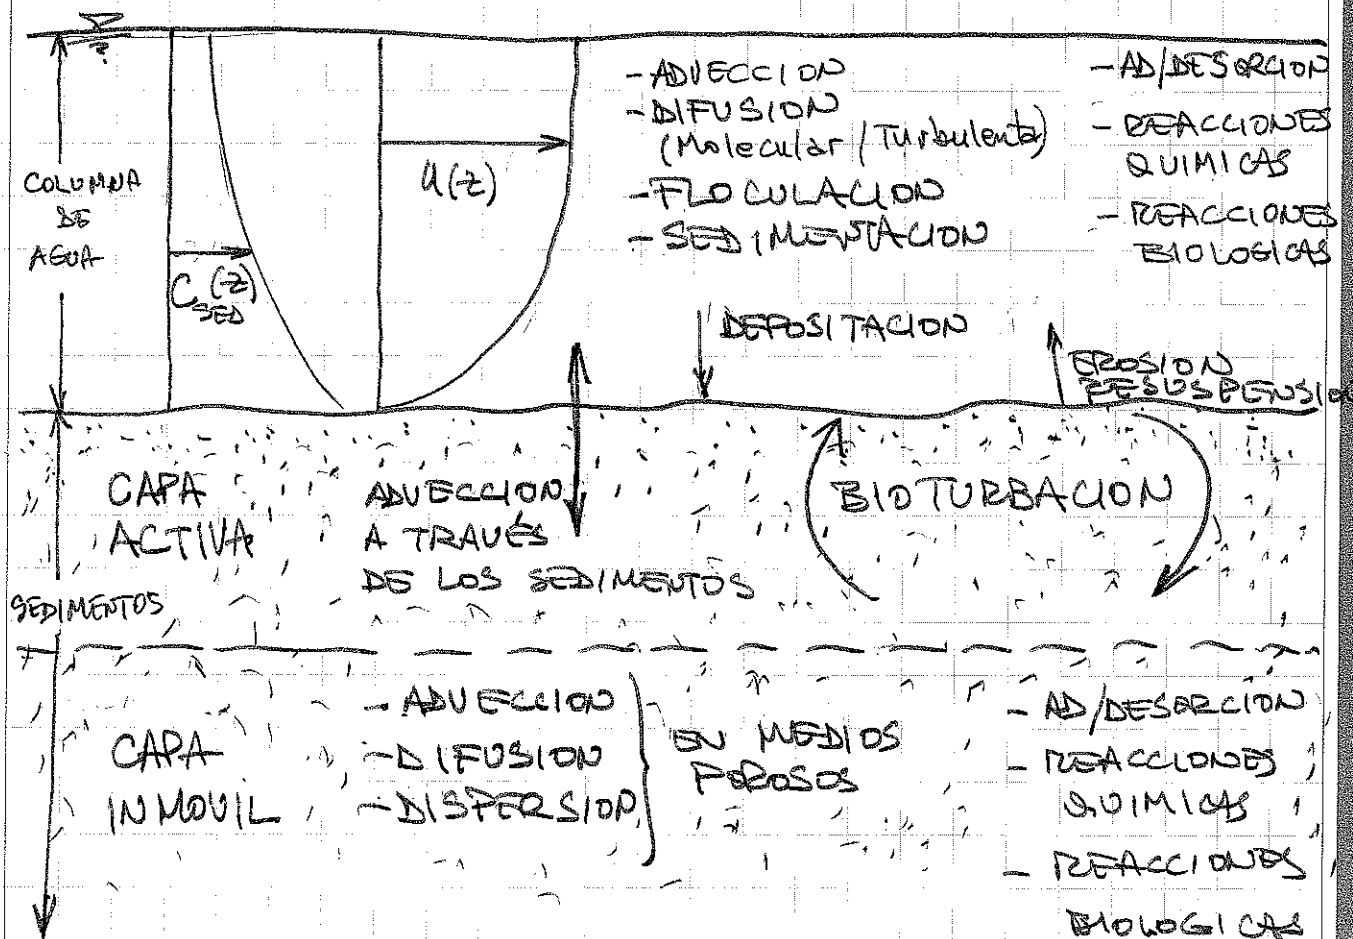 - ADVECCION
- DIFUSION
(Molecular / Turbulenta)
- FLOCULACION
- SEDIMENTACION
- AD/DESORCION
- REACCIONES
QUIMICAS
- REACCIONES
BIOLOGICAS
COLUMNA
DE
AGUA
C SED (z)
u(z)
DEPOSITACION
EROSION
RESUSPENSION
CAPA
ACTIVA
ADVECCION
A TRAVÉS
DE LOS SEDIMENTOS
BIOTURBACION
SEDIMENTOS
CAPA
INMOVIL
- ADVECCION
- DIFUSION
- DISPERSION
EN MEDIOS
POROSOS
- AD/DESORCION
- REACCIONES
QUIMICAS
- REACCIONES
BIOLOGICAS